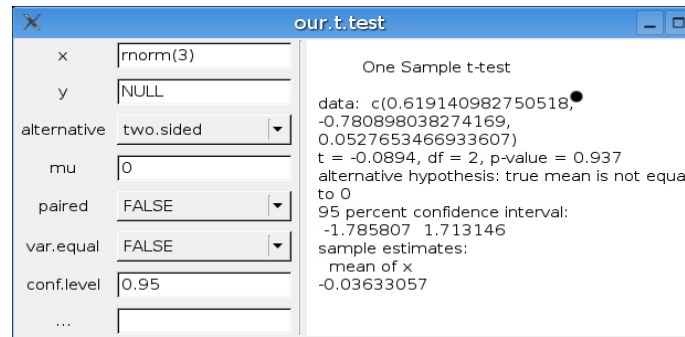 our.t.test
x rnorm(3)
y NULL
alternative two.sided
mu 0
paired FALSE
var.equal FALSE
conf.level 0.95
...
One Sample t-test
data: c(0.619140982750518,
-0.780898038274169,
0.0527653466933607)
t = -0.0894, df = 2, p-value = 0.937
alternative hypothesis: true mean is not equa
to 0
95 percent confidence interval:
-1.785807 1.713146
sample estimates:
mean of x
-0.03633057